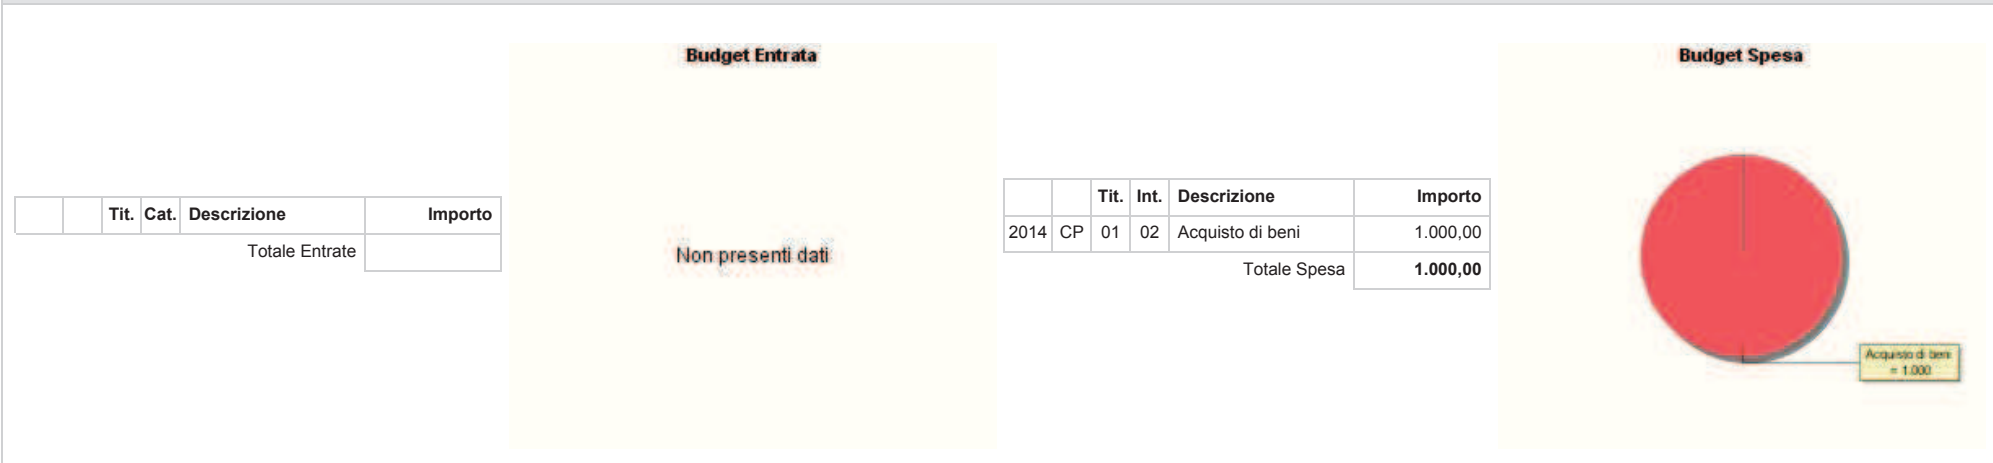 Tit. Cat. Descrizione Importo
Totale Entrate
Budget Entrata
Non presenti dati
Tit. Int. Descrizione Importo
2014 CP 01 02 Acquisto di beni 1.000,00
Totale Spesa 1.000,00
Budget Spesa
Acquisto di beni
= 1.000